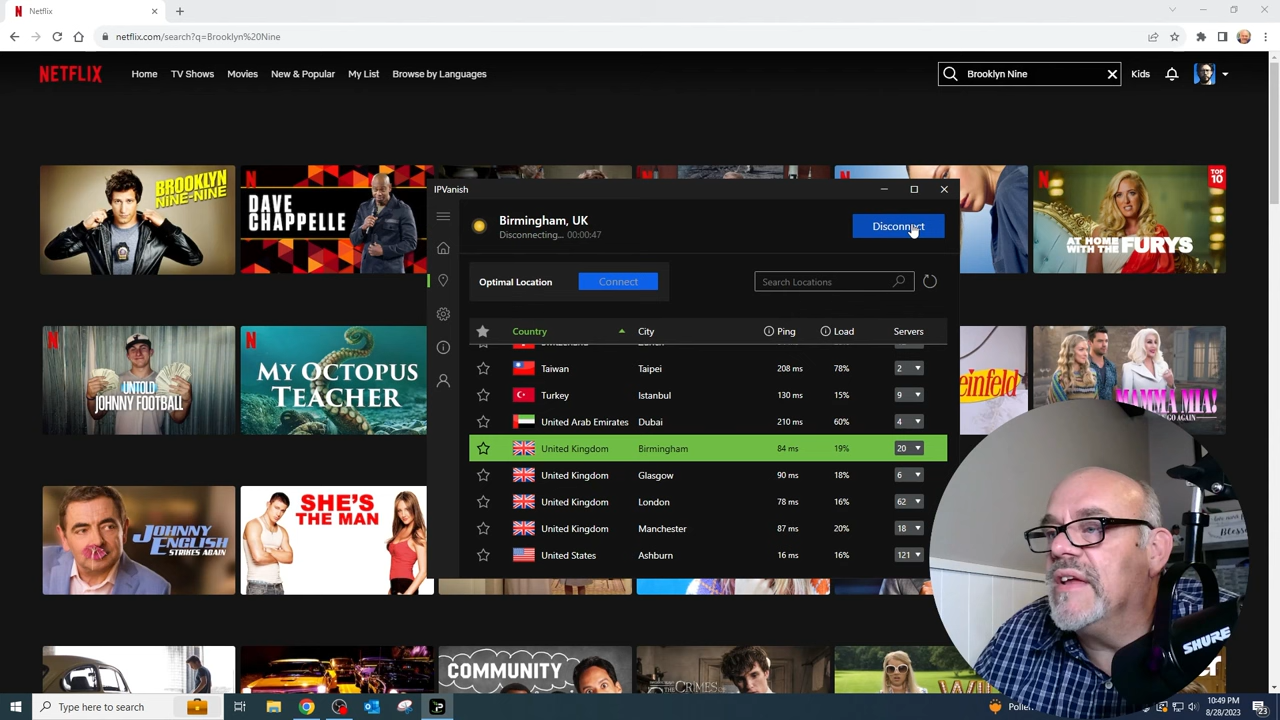 Netflix
netflix.com/search?q=Brooklyn%20Nine
NETFLIX
Home TV Shows Movies New & Popular My List Browse by Languages
Brooklyn Nine
Kids
BROOKLYN
NINE-NINE
DAVE
CHAPPELLE
TOP
10
AT HOME
WITH THE FURYS
IPVanish
Birmingham, UK
Disconnecting... 00:00:47
Disconnect
Optimal Location Connect
Search Locations
Country City Ping Load Servers
Taiwan Taipei 208 ms 78% 2
Turkey Istanbul 130 ms 15% 9
United Arab Emirates Dubai 210 ms 60% 4
United Kingdom Birmingham 84 ms 19% 20
United Kingdom Glasgow 90 ms 18% 6
United Kingdom London 78 ms 16% 62
United Kingdom Manchester 87 ms 20% 18
United States Ashburn 16 ms 16% 121
UNTOLD
JOHNNY FOOTBALL
MY OCTOPUS
TEACHER
einfeld
MAMMA MIA!
GO AGAIN
JOHNNY
ENGLISH
STRIKES AGAIN
SHE'S
THE MAN
SHURE
COMMUNITY
THE CRIMES
Type here to search
Pollen
10:49 PM
8/28/2023
23